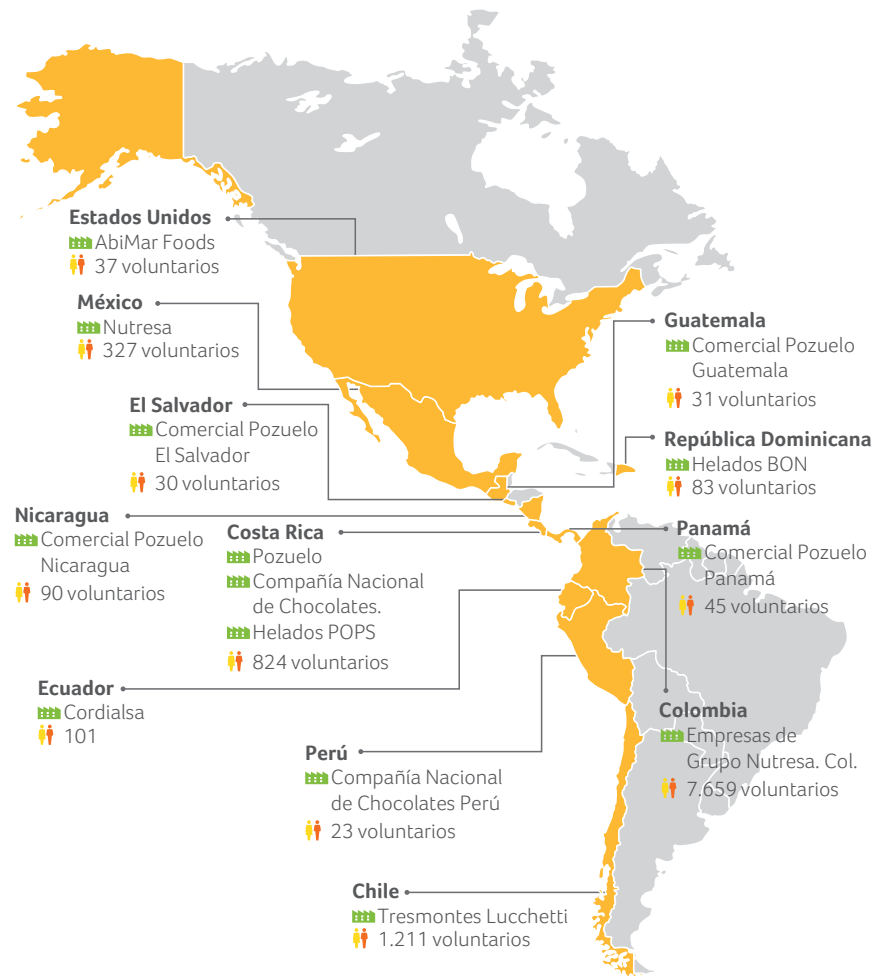 Estados Unidos
AbiMar Foods
37 voluntarios
México
Nutresa
327 voluntarios
El Salvador
Comercial Pozuelo
El Salvador
30 voluntarios
Nicaragua
Comercial Pozuelo
Nicaragua
90 voluntarios
Costa Rica
Pozuelo
Compañía Nacional
de Chocolates.
Helados POPS
824 voluntarios
Ecuador
Cordialsa
101
Perú
Compañía Nacional
de Chocolates Perú
23 voluntarios
Chile
Tresmontes Lucchetti
1.211 voluntarios
Guatemala
Comercial Pozuelo
Guatemala
31 voluntarios
República Dominicana
Helados BON
83 voluntarios
Panamá
Comercial Pozuelo
Panamá
45 voluntarios
Colombia
Empresas de
Grupo Nutresa. Col.
7.659 voluntarios